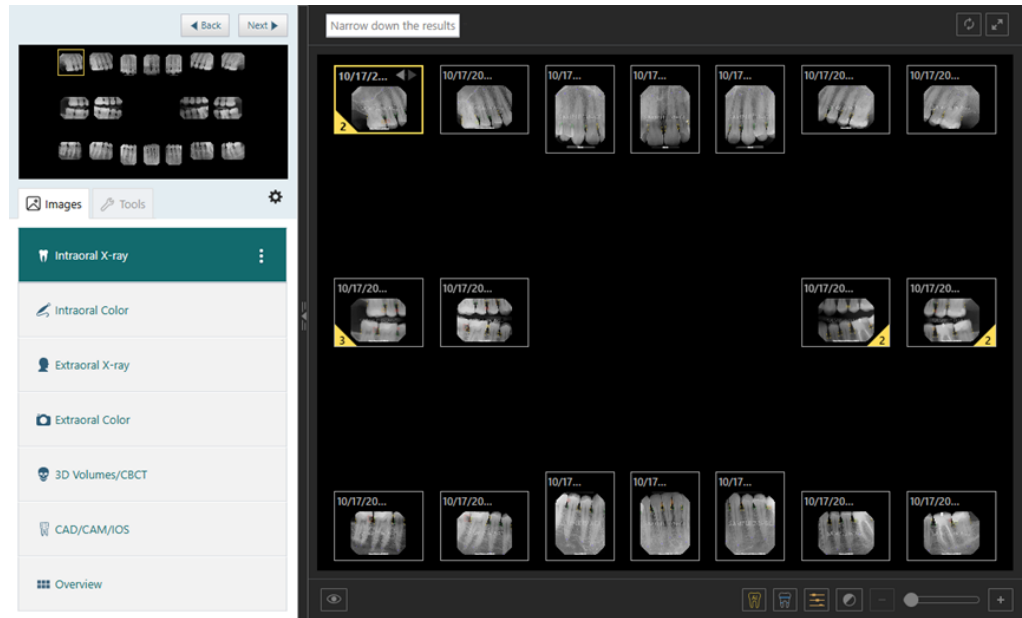 Back
Next
Images
Tools
Intraoral X-ray
Intraoral Color
Extraoral X-ray
Extraoral Color
3D Volumes/CBCT
CAD/CAM/IOS
Overview
Narrow down the results
10/17/2... 10/17/20... 10/17... 10/17... 10/17... 10/17/20... 10/17/20...
2
10/17/20... 10/17/20... 10/17/20... 10/17/20...
3 2 2
10/17... 10/17... 10/17...
10/17/20... 10/17/20... 10/17/20... 10/17/20...